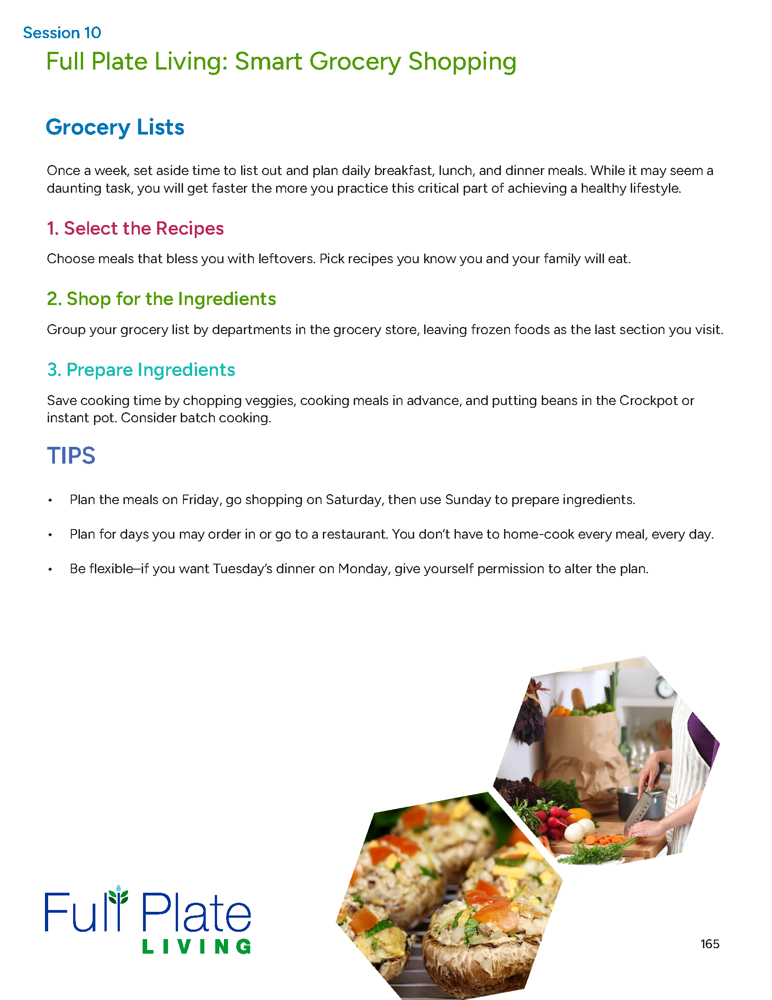 Session 10
Full Plate Living: Smart Grocery Shopping
Grocery Lists
Once a week, set aside time to list out and plan daily breakfast, lunch, and dinner meals. While it may seem a
daunting task, you will get faster the more you practice this critical part of achieving a healthy lifestyle.
1. Select the Recipes
Choose meals that bless you with leftovers. Pick recipes you know you and your family will eat.
2. Shop for the Ingredients
Group your grocery list by departments in the grocery store, leaving frozen foods as the last section you visit.
3. Prepare Ingredients
Save cooking time by chopping veggies, cooking meals in advance, and putting beans in the Crockpot or
instant pot. Consider batch cooking.
TIPS
• Plan the meals on Friday, go shopping on Saturday, then use Sunday to prepare ingredients.
• Plan for days you may order in or go to a restaurant. You don’t have to home-cook every meal, every day.
• Be flexible–if you want Tuesday’s dinner on Monday, give yourself permission to alter the plan.
Full Plate
LIVING
165